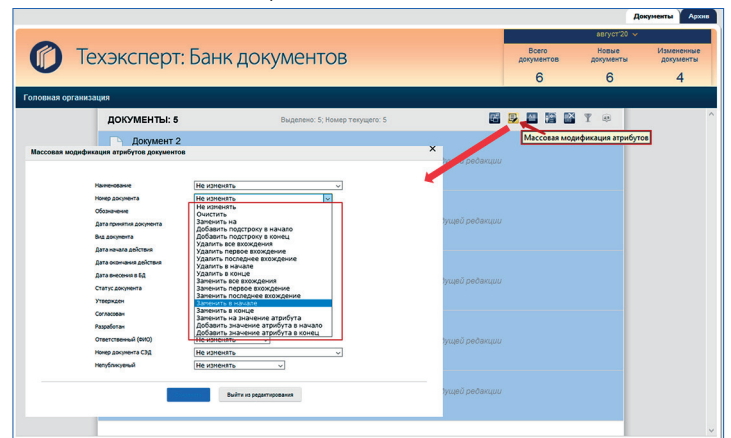 Документы Архив
август'20
Техэксперт: Банк документов
Всего документов
Новые документы
Измененные документы
6 6 4
Головная организация
ДОКУМЕНТЫ: 5
Выделено: 5; Номер текущего: 5
Массовая модификация атрибутов
Документ 2
Массовая модификация атрибутов документов
Наименование Не изменять
Номер документа Не изменять
Обозначение
Дата принятия документа
Вид документа
Дата начала действия
Дата окончания действия
Дата внесения в БД
Статус документа
Утвержден
Согласован
Разработан
Ответственный (ФИО) Не изменять
Номер документа СЭД Не изменять
Непубликуемый Не изменять
Не изменять
Очистить
Заменить на
Добавить подстроку в начало
Добавить подстроку в конец
Удалить все вхождения
Удалить первое вхождение
Удалить последнее вхождение
Удалить в начале
Удалить в конце
Заменить все вхождения
Заменить первое вхождение
Заменить последнее вхождение
Заменить в начале
Заменить в конце
Заменить на значение атрибута
Добавить значение атрибута в начало
Добавить значение атрибута в конец
Выйти из редактирования
ущей редакции
ущей редакции
ущей редакции
ущей редакции
ущей редакции